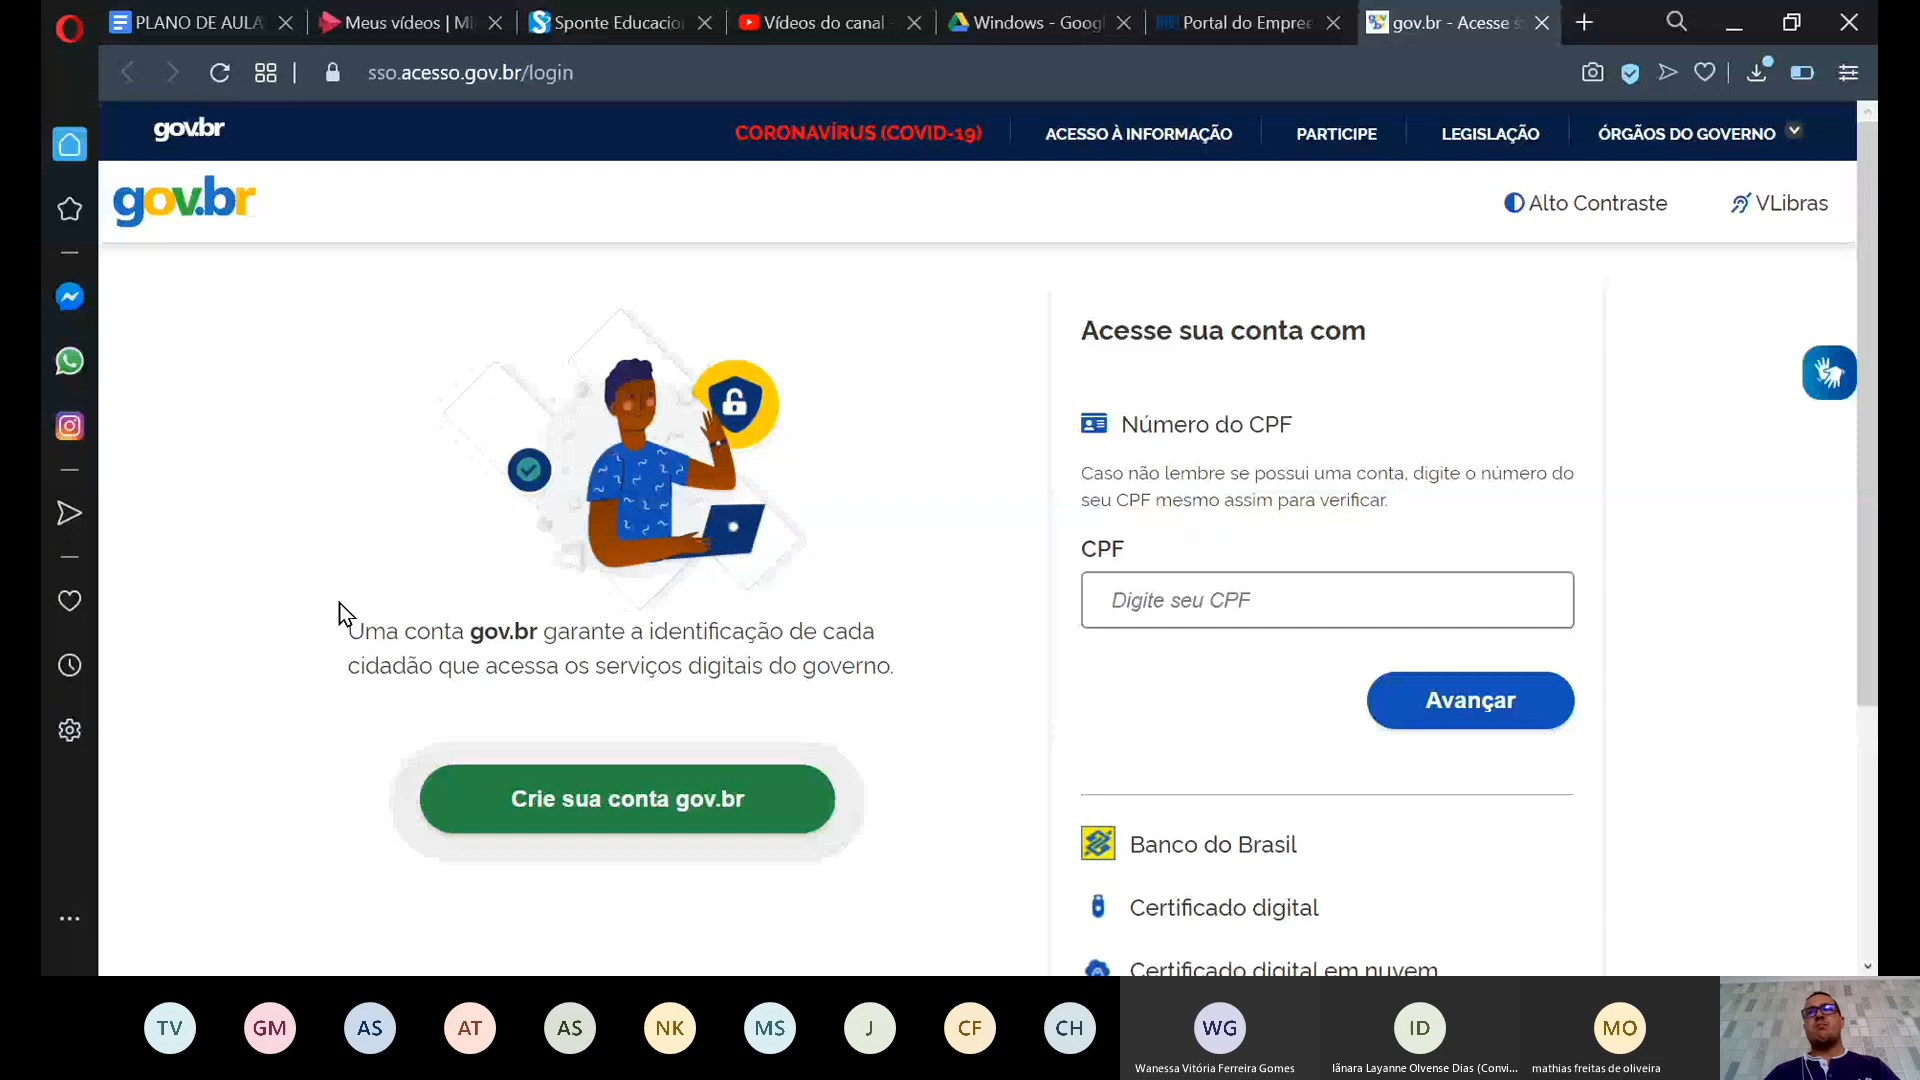 PLANO DE AULA
Meus vídeos | Mi
Sponte Educacio
Vídeos do canal
Windows - Goog
Portal do Empre
gov.br - Acesse s
sso.acesso.gov.br/login
gov.br
CORONAVÍRUS (COVID-19)
ACESSO À INFORMAÇÃO
PARTICIPE
LEGISLAÇÃO
ÓRGÃOS DO GOVERNO
gov.br
Alto Contraste
VLibras
Acesse sua conta com
Número do CPF
Caso não lembre se possui uma conta, digite o número do
seu CPF mesmo assim para verificar.
CPF
Digite seu CPF
Avançar
Uma conta gov.br garante a identificação de cada
cidadão que acessa os serviços digitais do governo.
Crie sua conta gov.br
Banco do Brasil
Certificado digital
Certificado digital em nuvem
TV
GM
AS
AT
AS
NK
MS
J
CF
CH
WG
ID
MO
Wanessa Vitória Ferreira Gomes
Iãnara Layanne Olvense Dias (Convi...
mathias freitas de oliveira